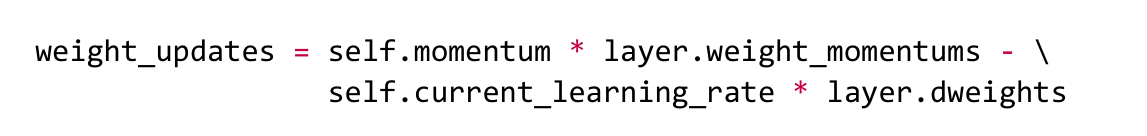 weight_updates = self.momentum * layer.weight_momentums - \
self.current_learning_rate * layer.dweights